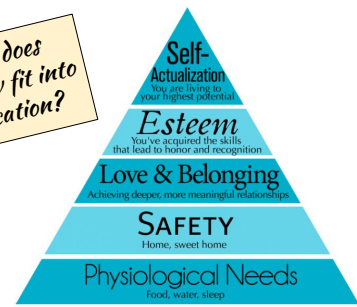 does
fit into
ation?
Self-
Actualization
You are living to
your highest potential
Esteem
You've acquired the skills
that lead to honor and recognition
Love & Belonging
Achieving deeper, more meaningful relationships
SAFETY
Home, sweet home
Physiological Needs
Food, water, sleep